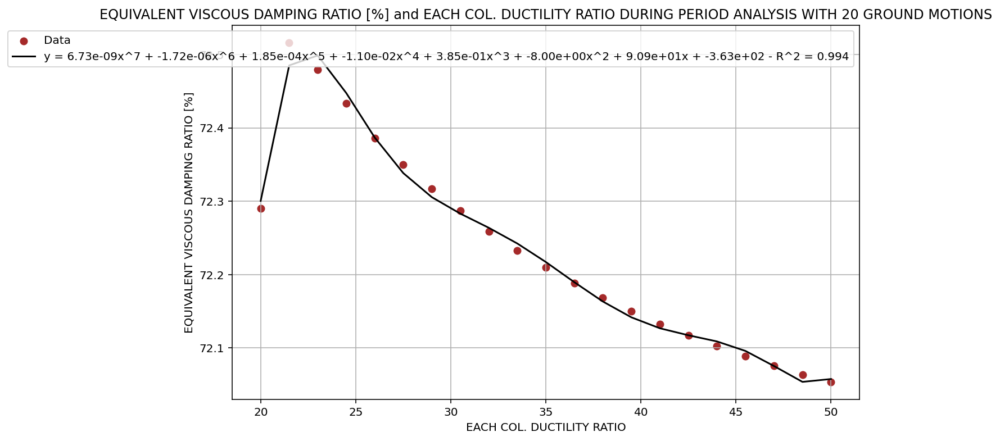 EQUIVALENT VISCOUS DAMPING RATIO [%] and EACH COL. DUCTILITY RATIO DURING PERIOD ANALYSIS WITH 20 GROUND MOTIONS
Data
y = 6.73e-09x^7 + -1.72e-06x^6 + 1.85e-04x^5 + -1.10e-02x^4 + 3.85e-01x^3 + -8.00e+00x^2 + 9.09e+01x + -3.63e+02 - R^2 = 0.994
EQUIVALENT VISCOUS DAMPING RATIO [%]
72.5
72.4
72.3
72.2
72.1
20 25 30 35 40 45 50
EACH COL. DUCTILITY RATIO